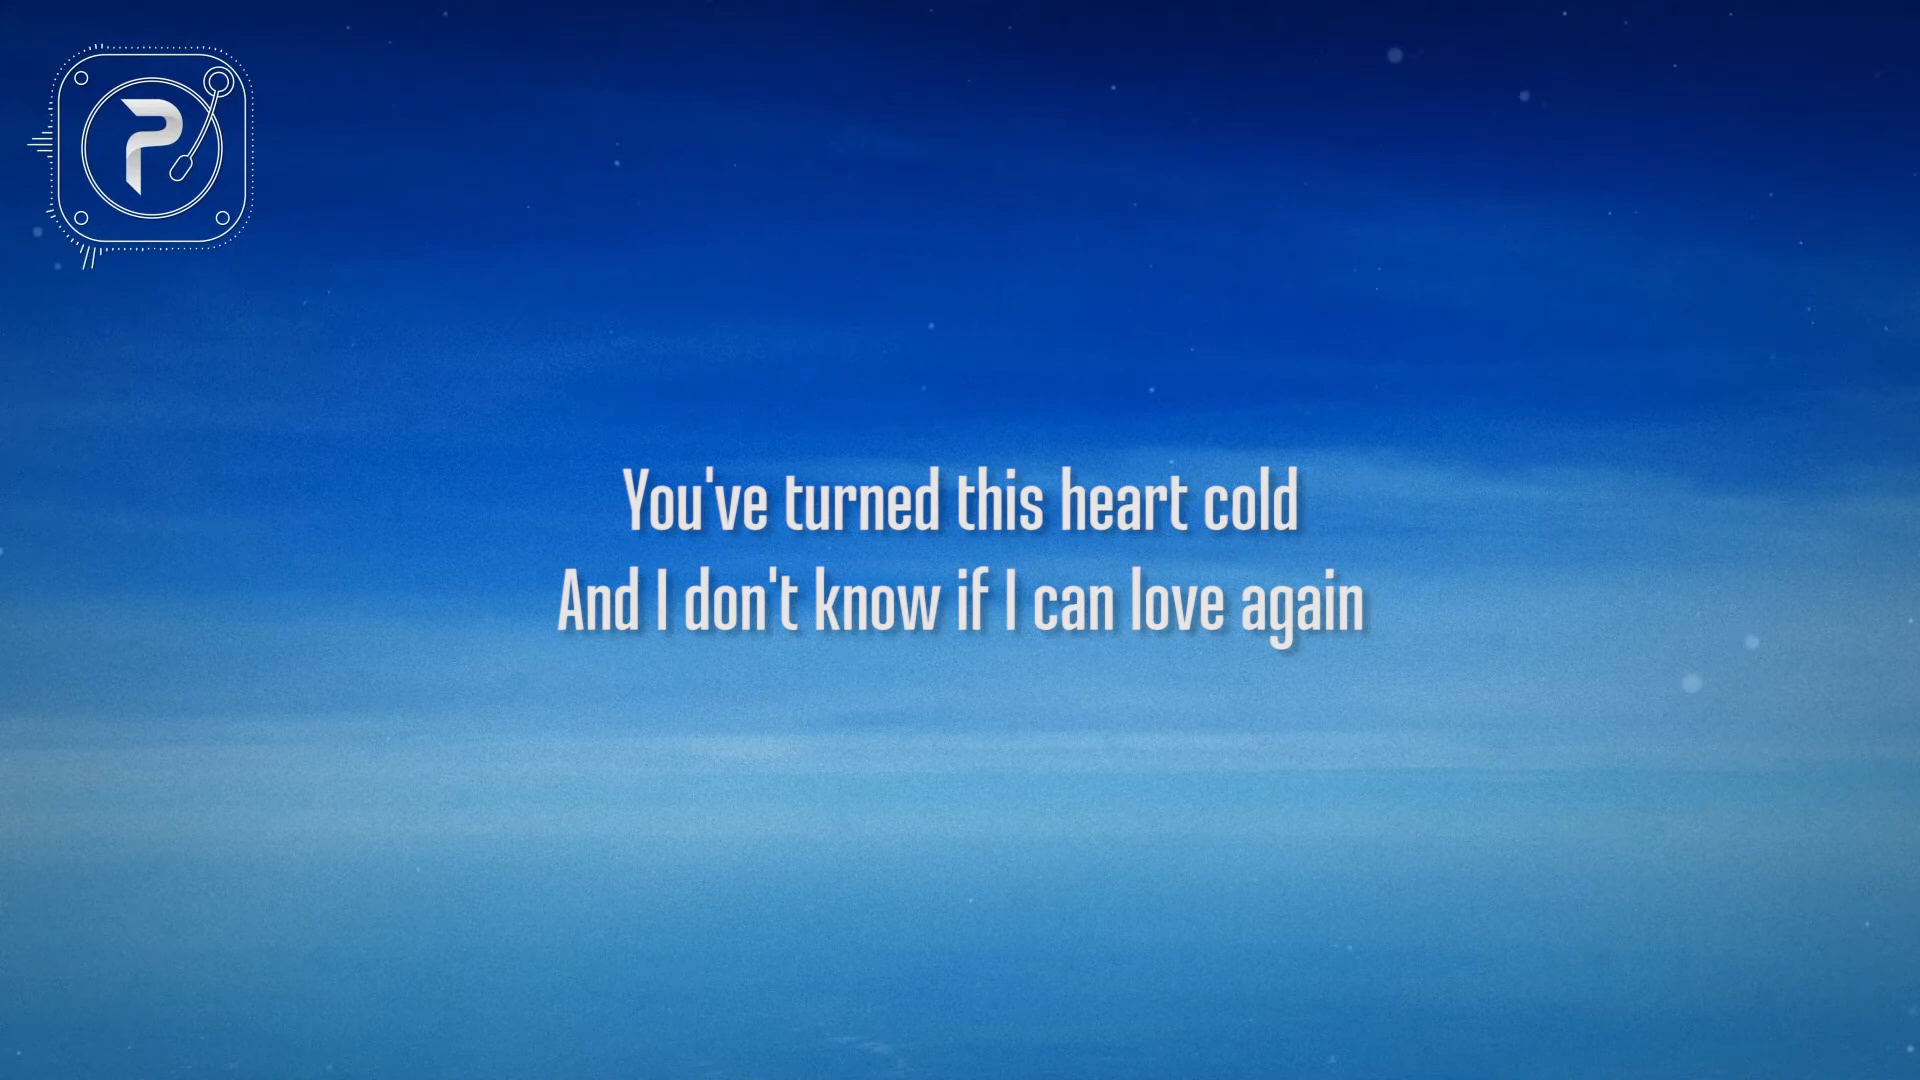 P
You've turned this heart cold
And I don't know if I can love again